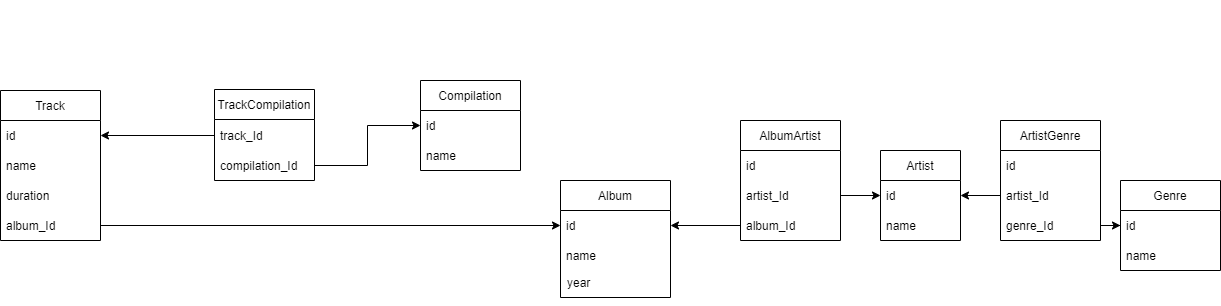 Track
id
name
duration
album_Id
TrackCompilation
track_Id
compilation_Id
Compilation
id
name
Album
id
name
year
AlbumArtist
id
artist_Id
album_Id
Artist
id
name
ArtistGenre
id
artist_Id
genre_Id
Genre
id
name